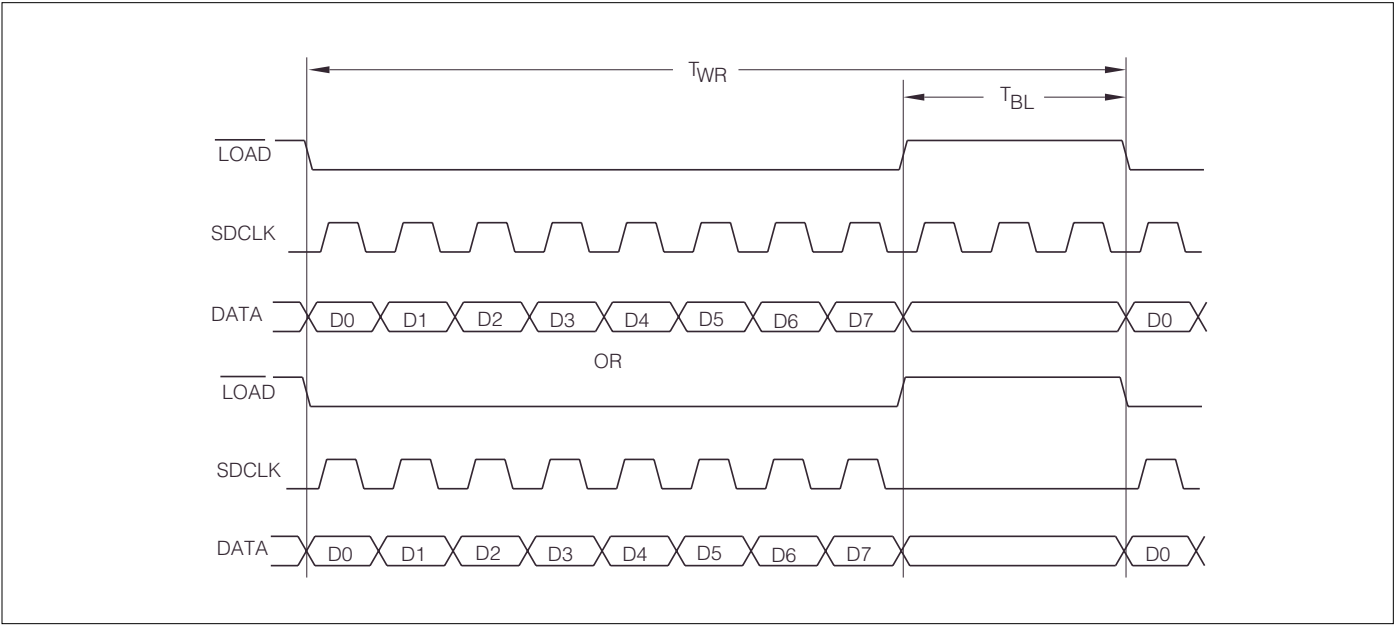 TWR
TBL
LOAD
SDCLK
DATA D0 D1 D2 D3 D4 D5 D6 D7 D0
OR
LOAD
SDCLK
DATA D0 D1 D2 D3 D4 D5 D6 D7 D0